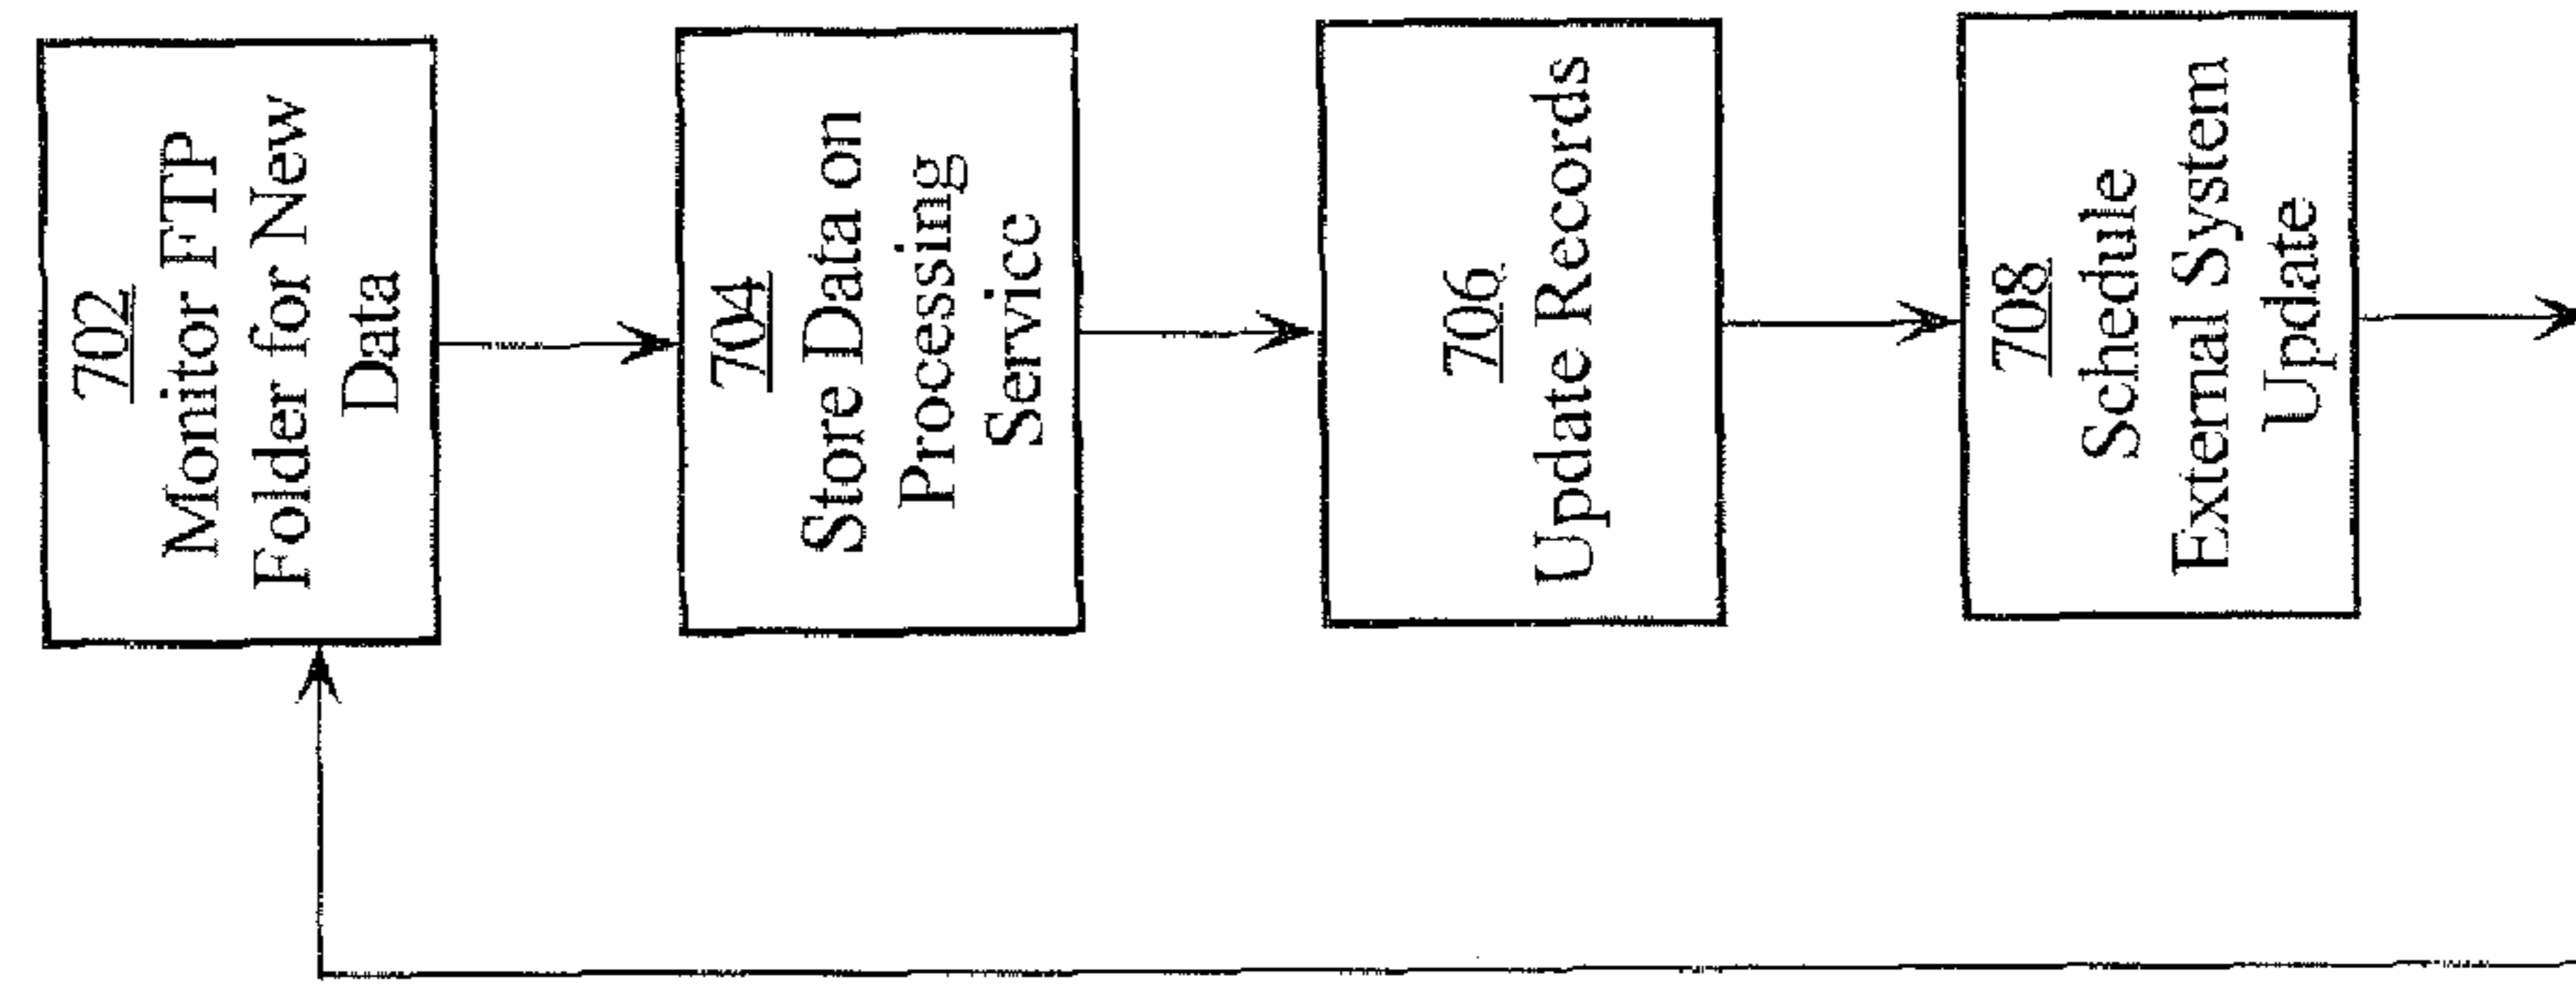 702
Monitor FTP
Folder for New
Data
704
Store Data on
Processing
Service
706
Update Records
708
Schedule
External System
Update